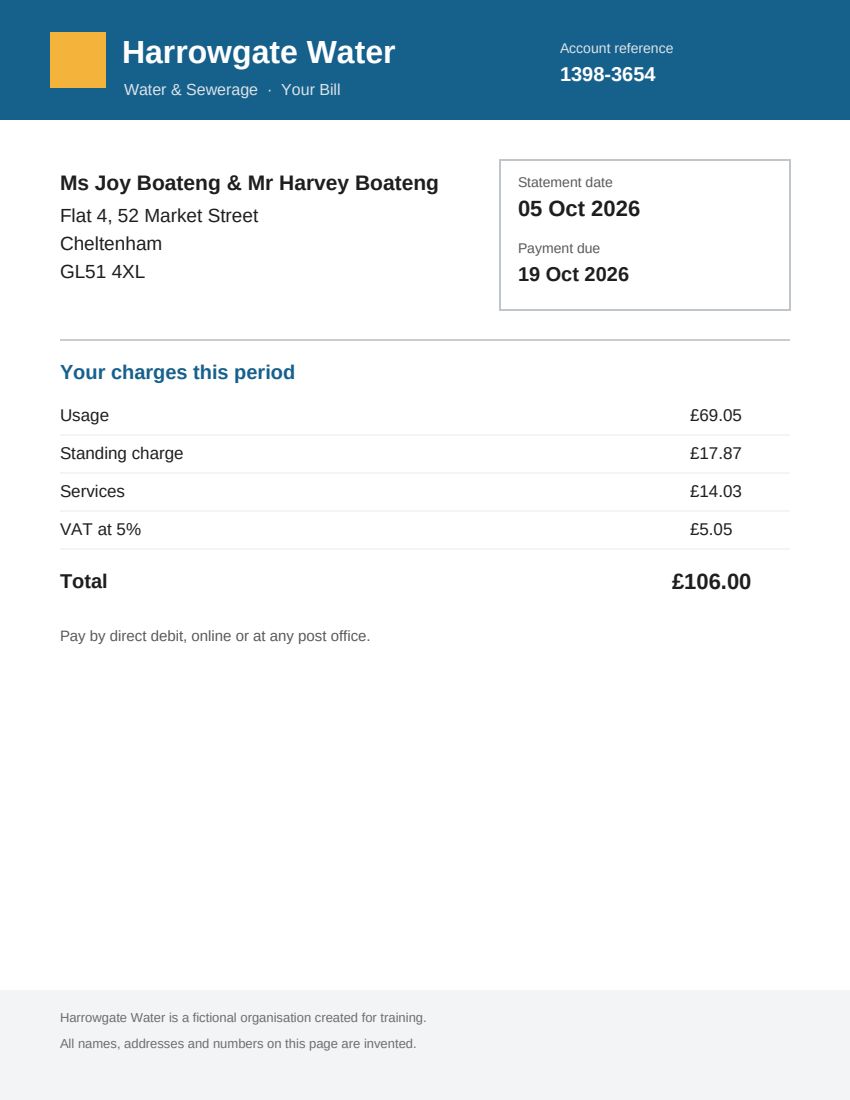 Harrowgate Water
Water & Sewerage · Your Bill
Account reference
1398-3654
Ms Joy Boateng & Mr Harvey Boateng
Flat 4, 52 Market Street
Cheltenham
GL51 4XL
Statement date
05 Oct 2026
Payment due
19 Oct 2026
Your charges this period
Usage £69.05
Standing charge £17.87
Services £14.03
VAT at 5% £5.05
Total £106.00
Pay by direct debit, online or at any post office.
Harrowgate Water is a fictional organisation created for training.
All names, addresses and numbers on this page are invented.